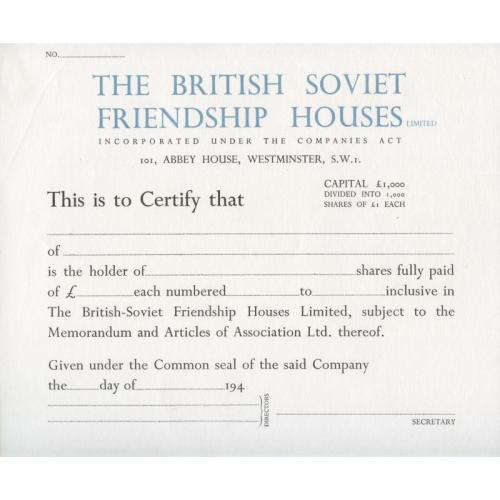 NO.
THE BRITISH SOVIET
FRIENDSHIP HOUSES LIMITED
INCORPORATED UNDER THE COMPANIES ACT
101, ABBEY HOUSE, WESTMINSTER, S.W.1.
This is to Certify that
CAPITAL £1,000
DIVIDED INTO 1,000
SHARES OF £1 EACH
of
is the holder of shares fully paid
of £ each numbered to inclusive in
The British-Soviet Friendship Houses Limited, subject to the
Memorandum and Articles of Association Ltd. thereof.
Given under the Common seal of the said Company
the day of 194
DIRECTORS
SECRETARY